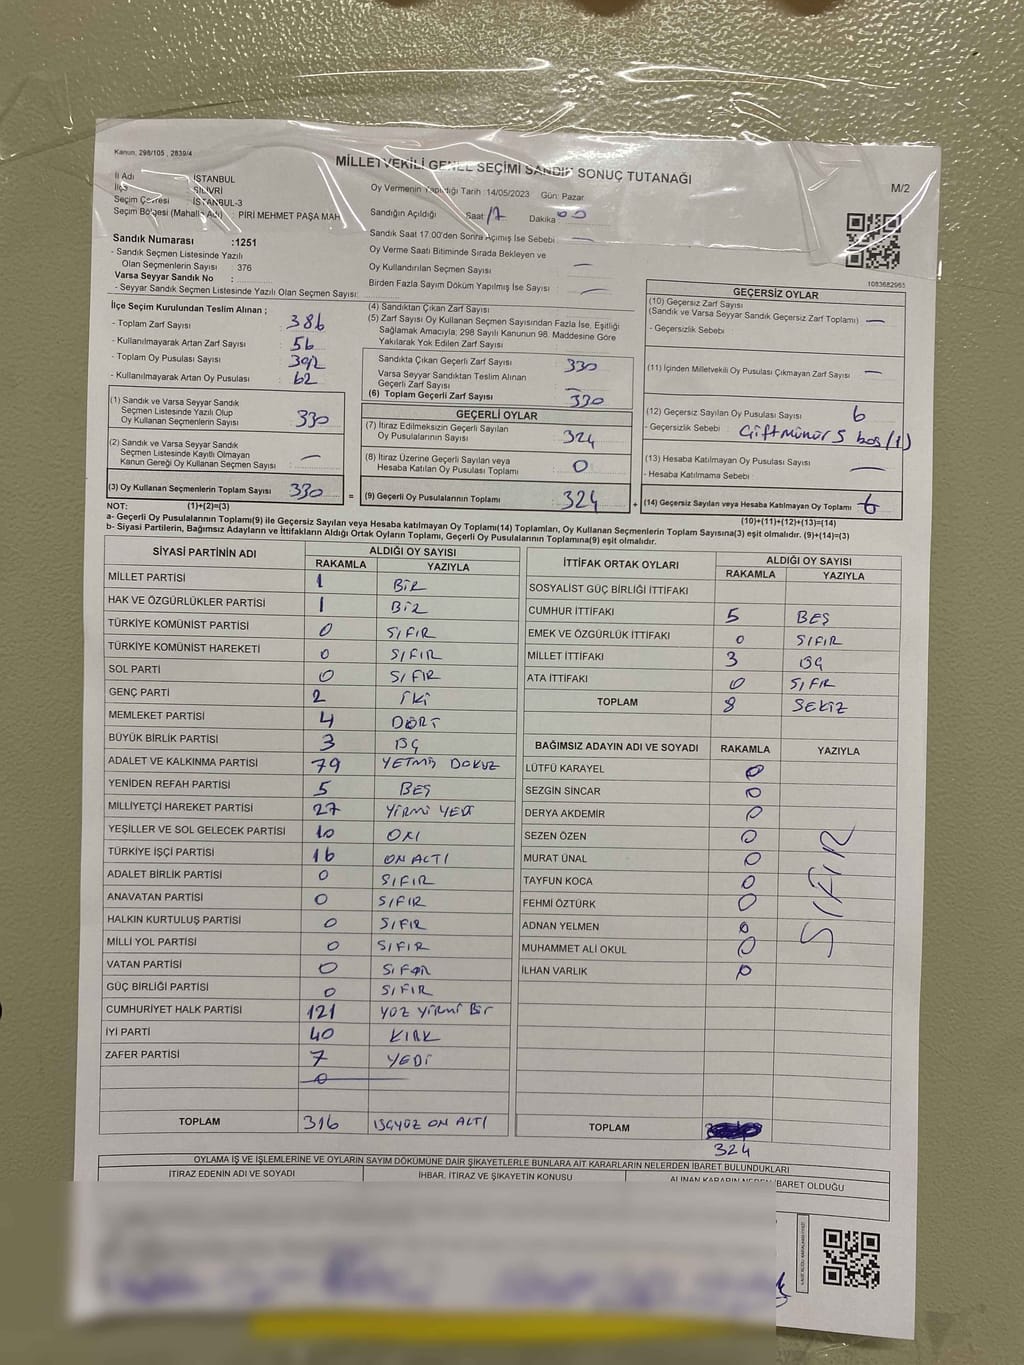 Kanun, 298/105 , 2839/4
MİLLETVEKİLİ GENEL SEÇİMİ SANDIK SONUÇ TUTANAĞI
M/2
İl Adı : İSTANBUL
İlçe : SİLİVRİ
Seçim Çevresi : İSTANBUL-3
Seçim Bölgesi (Mahalle Adı) : PİRİ MEHMET PAŞA MAH
Oy Vermenin Yapıldığı Tarih : 14/05/2023 Gün: Pazar
Sandığın Açıldığı Saat 17 Dakika 00
Sandık Saat 17:00'den Sonra Açımış İse Sebebi —
Oy Verme Saati Bitiminde Sırada Bekleyen ve
Oy Kullandırılan Seçmen Sayısı —
Birden Fazla Sayım Döküm Yapılmış İse Sayısı —
Sandık Numarası :1251
- Sandık Seçmen Listesinde Yazılı
Olan Seçmenlerin Sayısı : 376
Varsa Seyyar Sandık No :
- Seyyar Sandık Seçmen Listesinde Yazılı Olan Seçmen Sayısı:
1083682963
İlçe Seçim Kurulundan Teslim Alınan ;
- Toplam Zarf Sayısı : 386
- Kullanılmayarak Artan Zarf Sayısı : 56
- Toplam Oy Pusulası Sayısı : 392
- Kullanılmayarak Artan Oy Pusulası : 62
(4) Sandıktan Çıkan Zarf Sayısı
(5) Zarf Sayısı Oy Kullanan Seçmen Sayısından Fazla İse, Eşitliği
Sağlamak Amacıyla; 298 Sayılı Kanunun 98. Maddesine Göre
Yakılarak Yok Edilen Zarf Sayısı
Sandıkta Çıkan Geçerli Zarf Sayısı 330
Varsa Seyyar Sandıktan Teslim Alınan
Geçerli Zarf Sayısı —
(6) Toplam Geçerli Zarf Sayısı 330
GEÇERSİZ OYLAR
(10) Geçersiz Zarf Sayısı
(Sandık ve Varsa Seyyar Sandık Geçersiz Zarf Toplamı) —
- Geçersizlik Sebebi
(11) İçinden Milletvekili Oy Pusulası Çıkmayan Zarf Sayısı —
(12) Geçersiz Sayılan Oy Pusulası Sayısı 6
- Geçersizlik Sebebi Çift mühür 5 boş (1)
(13) Hesaba Katılmayan Oy Pusulası Sayısı —
- Hesaba Katılmama Sebebi
(14) Geçersiz Sayılan veya Hesaba Katılmayan Oy Toplamı 6
(10)+(11)+(12)+(13)=(14)
(1) Sandık ve Varsa Seyyar Sandık
Seçmen Listesinde Yazılı Olup
Oy Kullanan Seçmenlerin Sayısı 330
(2) Sandık ve Varsa Seyyar Sandık
Seçmen Listesinde Kayıtlı Olmayan
Kanun Gereği Oy Kullanan Seçmen Sayısı —
(3) Oy Kullanan Seçmenlerin Toplam Sayısı 330 =
(1)+(2)=(3)
GEÇERLİ OYLAR
(7) İtiraz Edilmeksizin Geçerli Sayılan
Oy Pusulalarının Sayısı 324
(8) İtiraz Üzerine Geçerli Sayılan veya
Hesaba Katılan Oy Pusulası Toplamı 0
(9) Geçerli Oy Pusulalarının Toplamı 324 +
NOT:
a- Geçerli Oy Pusulalarının Toplamı(9) ile Geçersiz Sayılan veya Hesaba katılmayan Oy Toplamı(14) Toplamları, Oy Kullanan Seçmenlerin Toplam Sayısına(3) eşit olmalıdır. (9)+(14)=(3)
b- Siyasi Partilerin, Bağımsız Adayların ve İttifakların Aldığı Ortak Oyların Toplamı, Geçerli Oy Pusulalarının Toplamına(9) eşit olmalıdır.
SİYASİ PARTİNİN ADI ALDIĞI OY SAYISI
RAKAMLA YAZIYLA
MİLLET PARTİSİ 1 BİR
HAK VE ÖZGÜRLÜKLER PARTİSİ 1 BİR
TÜRKİYE KOMÜNİST PARTİSİ 0 SIFIR
TÜRKİYE KOMÜNİST HAREKETİ 0 SIFIR
SOL PARTİ 0 SIFIR
GENÇ PARTİ 2 İKİ
MEMLEKET PARTİSİ 4 DÖRT
BÜYÜK BİRLİK PARTİSİ 3 ÜÇ
ADALET VE KALKINMA PARTİSİ 79 YETMİŞ DOKUZ
YENİDEN REFAH PARTİSİ 5 BEŞ
MİLLİYETÇİ HAREKET PARTİSİ 27 YİRMİ YEDİ
YEŞİLLER VE SOL GELECEK PARTİSİ 10 ON
TÜRKİYE İŞÇİ PARTİSİ 16 ON ALTI
ADALET BİRLİK PARTİSİ 0 SIFIR
ANAVATAN PARTİSİ 0 SIFIR
HALKIN KURTULUŞ PARTİSİ 0 SIFIR
MİLLİ YOL PARTİSİ 0 SIFIR
VATAN PARTİSİ 0 SIFIR
GÜÇ BİRLİĞİ PARTİSİ 0 SIFIR
CUMHURİYET HALK PARTİSİ 121 YÜZ YİRMİ BİR
İYİ PARTİ 40 KIRK
ZAFER PARTİSİ 7 YEDİ
0
TOPLAM 316 ÜÇYÜZ ON ALTI
İTTİFAK ORTAK OYLARI ALDIĞI OY SAYISI
RAKAMLA YAZIYLA
SOSYALİST GÜÇ BİRLİĞİ İTTİFAKI
CUMHUR İTTİFAKI 5 BEŞ
EMEK VE ÖZGÜRLÜK İTTİFAKI 0 SIFIR
MİLLET İTTİFAKI 3 ÜÇ
ATA İTTİFAKI 0 SIFIR
TOPLAM 8 SEKİZ
BAĞIMSIZ ADAYIN ADI VE SOYADI RAKAMLA YAZIYLA
LÜTFÜ KARAYEL 0
SEZGİN SİNCAR 0
DERYA AKDEMİR 0
SEZEN ÖZEN 0
MURAT ÜNAL 0
TAYFUN KOCA 0
FEHMİ ÖZTÜRK 0
ADNAN YELMEN 0
MUHAMMET ALİ OKUL 0
İLHAN VARLIK 0
SIFIR
TOPLAM
324
OYLAMA İŞ VE İŞLEMLERİNE VE OYLARIN SAYIM DÖKÜMÜNE DAİR ŞİKAYETLERLE BUNLARA AİT KARARLARIN NELERDEN İBARET BULUNDUKLARI
İTİRAZ EDENİN ADI VE SOYADI İHBAR, İTİRAZ VE ŞİKAYETİN KONUSU ALINAN KARARIN NEDEN İBARET OLDUĞU